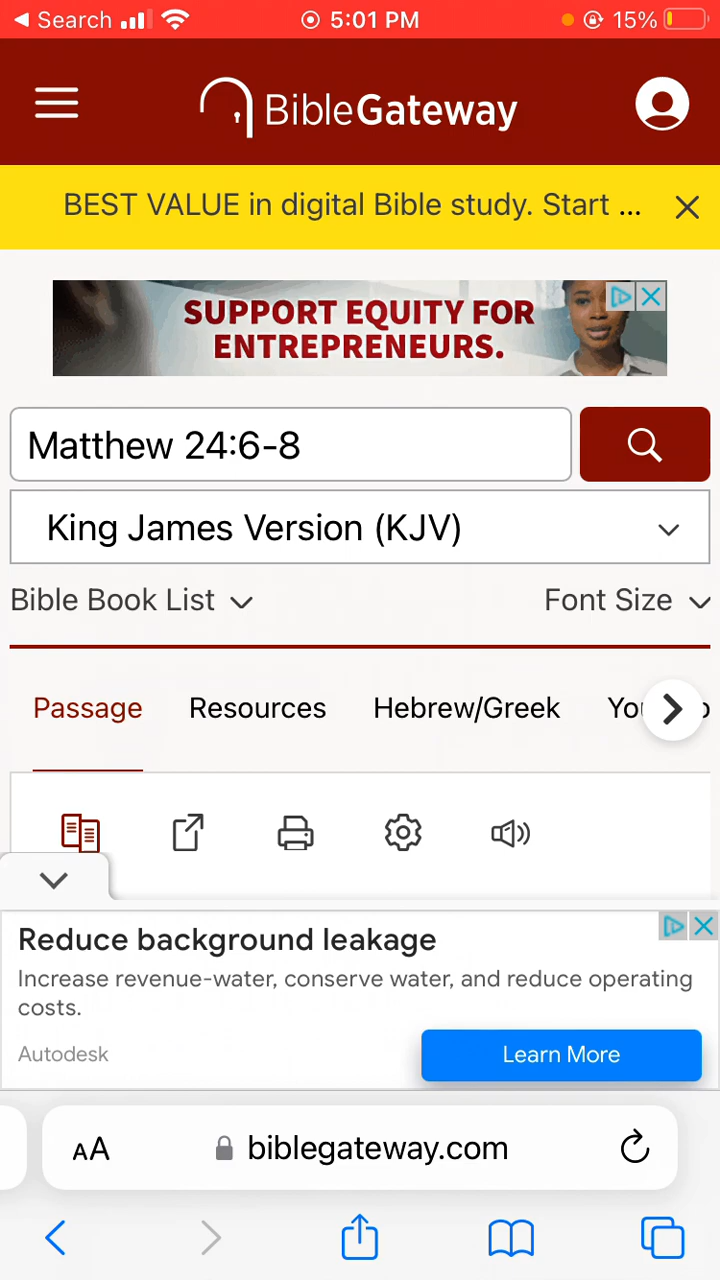 Search 5:01 PM 15%
BibleGateway
BEST VALUE in digital Bible study. Start ...
SUPPORT EQUITY FOR
ENTREPRENEURS.
Matthew 24:6-8
King James Version (KJV)
Bible Book List Font Size
Passage Resources Hebrew/Greek
Reduce background leakage
Increase revenue-water, conserve water, and reduce operating
costs.
Autodesk Learn More
AA biblegateway.com